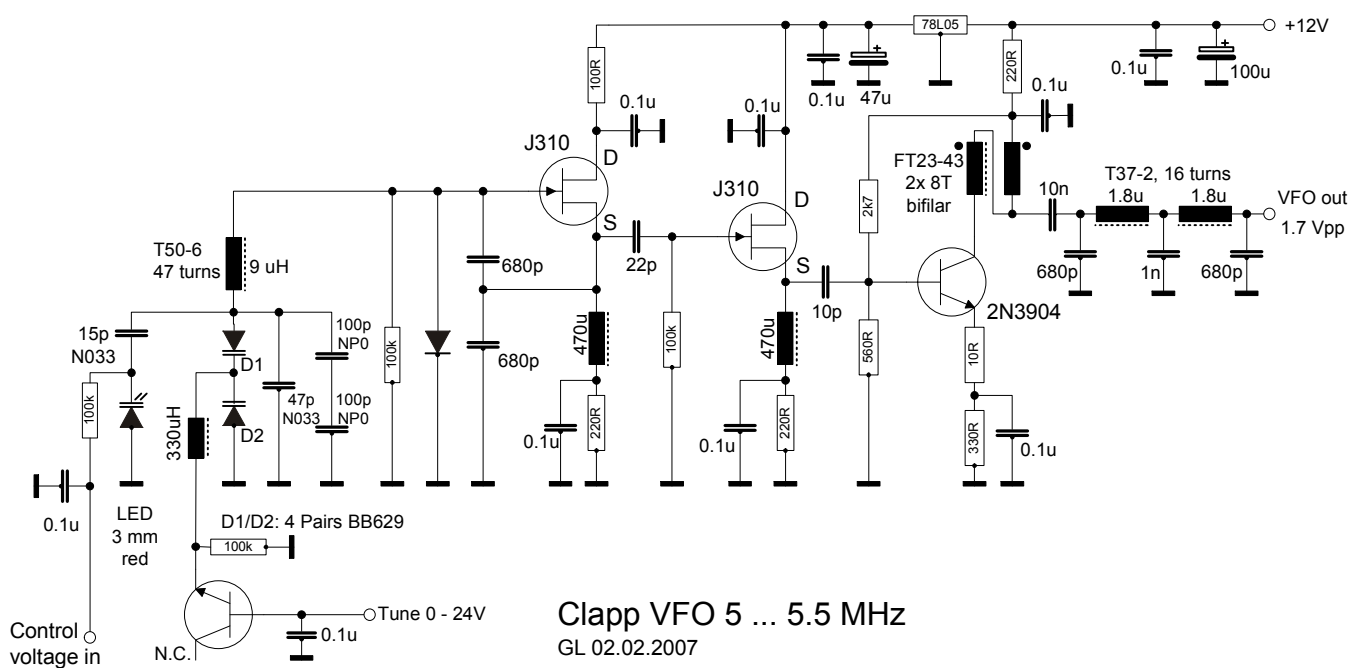 78L05
+12V
100R
0.1u
47u
220R
0.1u
100u
0.1u
0.1u
0.1u
J310
D
S
J310
D
S
FT23-43
2x 8T
bifilar
T37-2, 16 turns
10n
1.8u
1.8u
VFO out
1.7 Vpp
2k7
T50-6
47 turns
9 uH
680p
22p
10p
2N3904
680p
1n
680p
15p
N033
D1
100p
NP0
100k
680p
470u
100k
470u
560R
10R
100k
330uH
D2
47p
N033
100p
NP0
0.1u
220R
0.1u
220R
330R
0.1u
0.1u
LED
3 mm
red
D1/D2: 4 Pairs BB629
100k
Tune 0 - 24V
0.1u
Control
voltage in
N.C.
Clapp VFO 5 ... 5.5 MHz
GL 02.02.2007